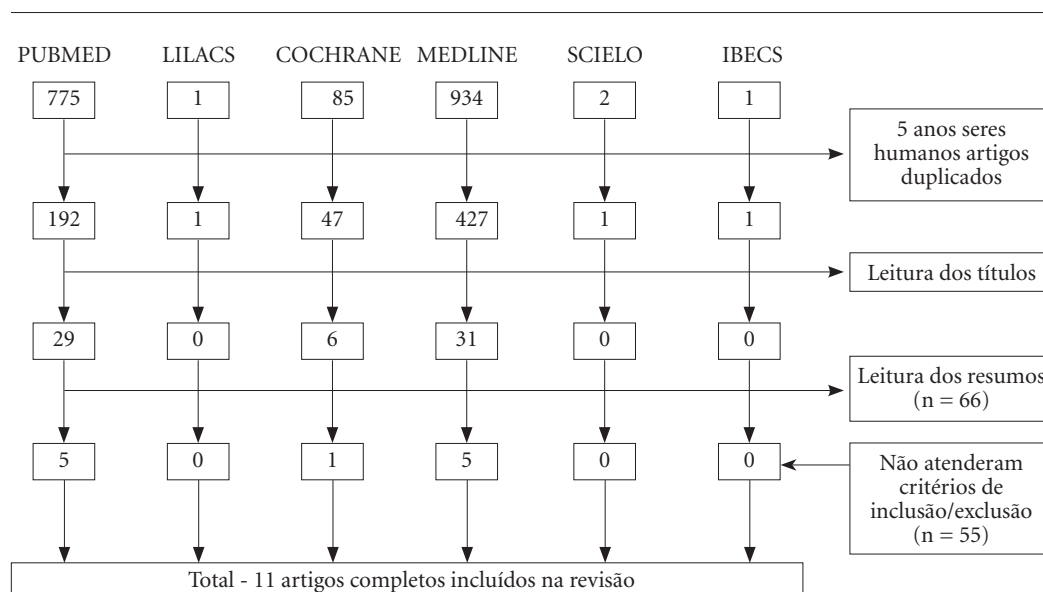 PUBMED LILACS COCHRANE MEDLINE SCIELO IBECS
775 1 85 934 2 1
5 anos seres
humanos artigos
duplicados
192 1 47 427 1 1
Leitura dos títulos
29 0 6 31 0 0
Leitura dos resumos
(n = 66)
5 0 1 5 0 0
Não atenderam
critérios de
inclusão/exclusão
(n = 55)
Total - 11 artigos completos incluídos na revisão